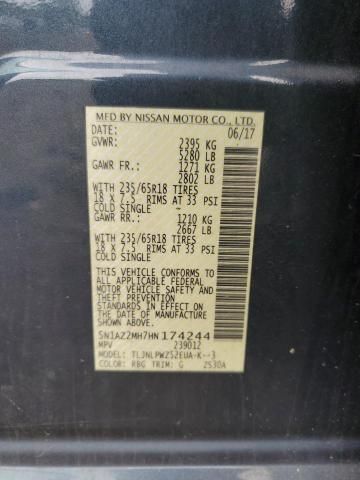 MFD BY NISSAN MOTOR CO., LTD.
DATE: 06/17
GVWR: 2395 KG
5280 LB
GAWR FR.: 1271 KG
2802 LB
WITH 235/65R18 TIRES
18 X 7.5 RIMS AT 33 PSI
COLD SINGLE ~
GAWR RR.: 1210 KG
2667 LB
WITH 235/65R18 TIRES
18 X 7.5 RIMS AT 33 PSI
COLD SINGLE
THIS VEHICLE CONFORMS TO
ALL APPLICABLE FEDERAL
MOTOR VEHICLE SAFETY
STANDARDS IN EFFECT ON
THE DATE OF MANUFACTURE
SHOWN ABOVE.
5N1AZ2MH7HN174244
MPV 239012
MODEL: TLJNLPWZ52EUA-K--3
COLOR: RBG TRIM: G Z530A